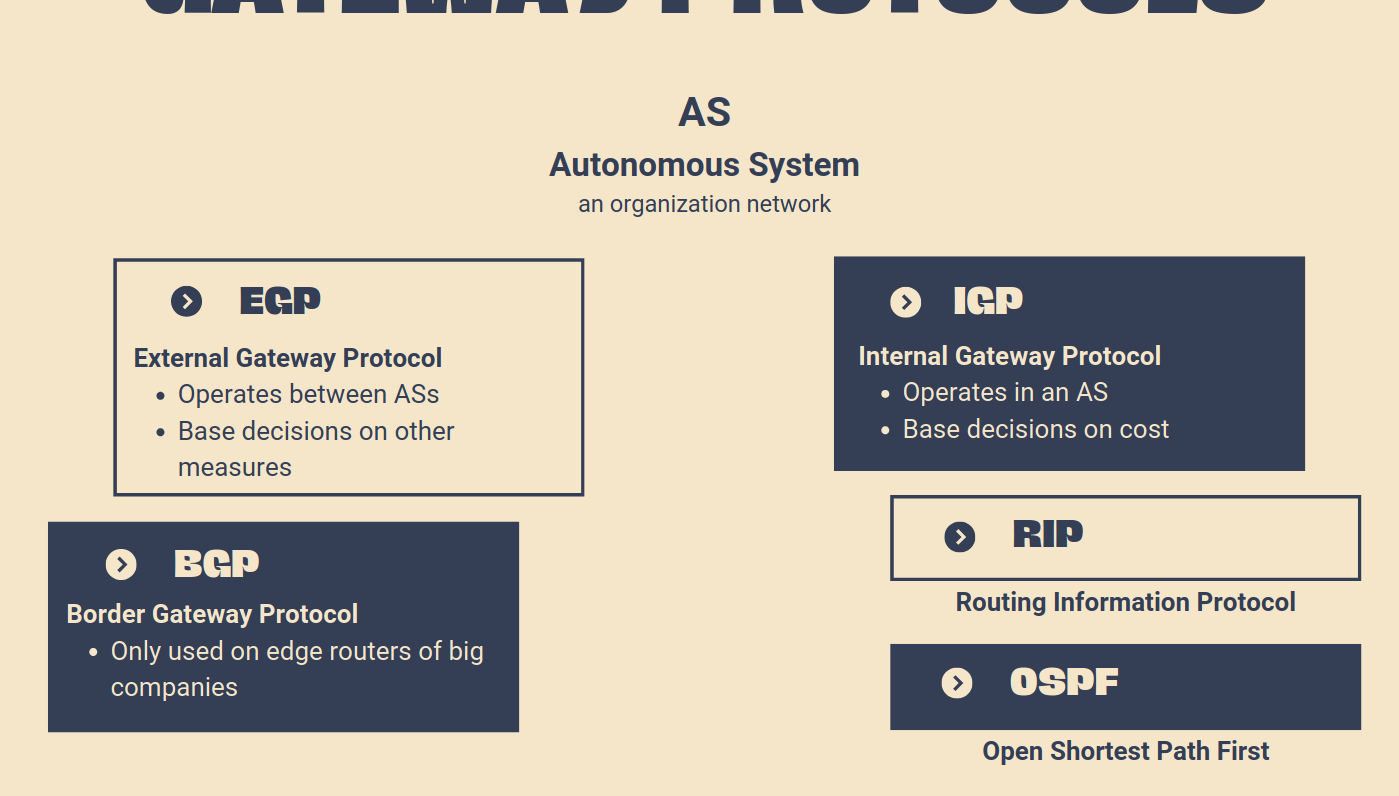 GATEWAY PROTOCOLS
AS
Autonomous System
an organization network
EGP
External Gateway Protocol
• Operates between ASs
• Base decisions on other
measures
BGP
Border Gateway Protocol
• Only used on edge routers of big
companies
IGP
Internal Gateway Protocol
• Operates in an AS
• Base decisions on cost
RIP
Routing Information Protocol
OSPF
Open Shortest Path First